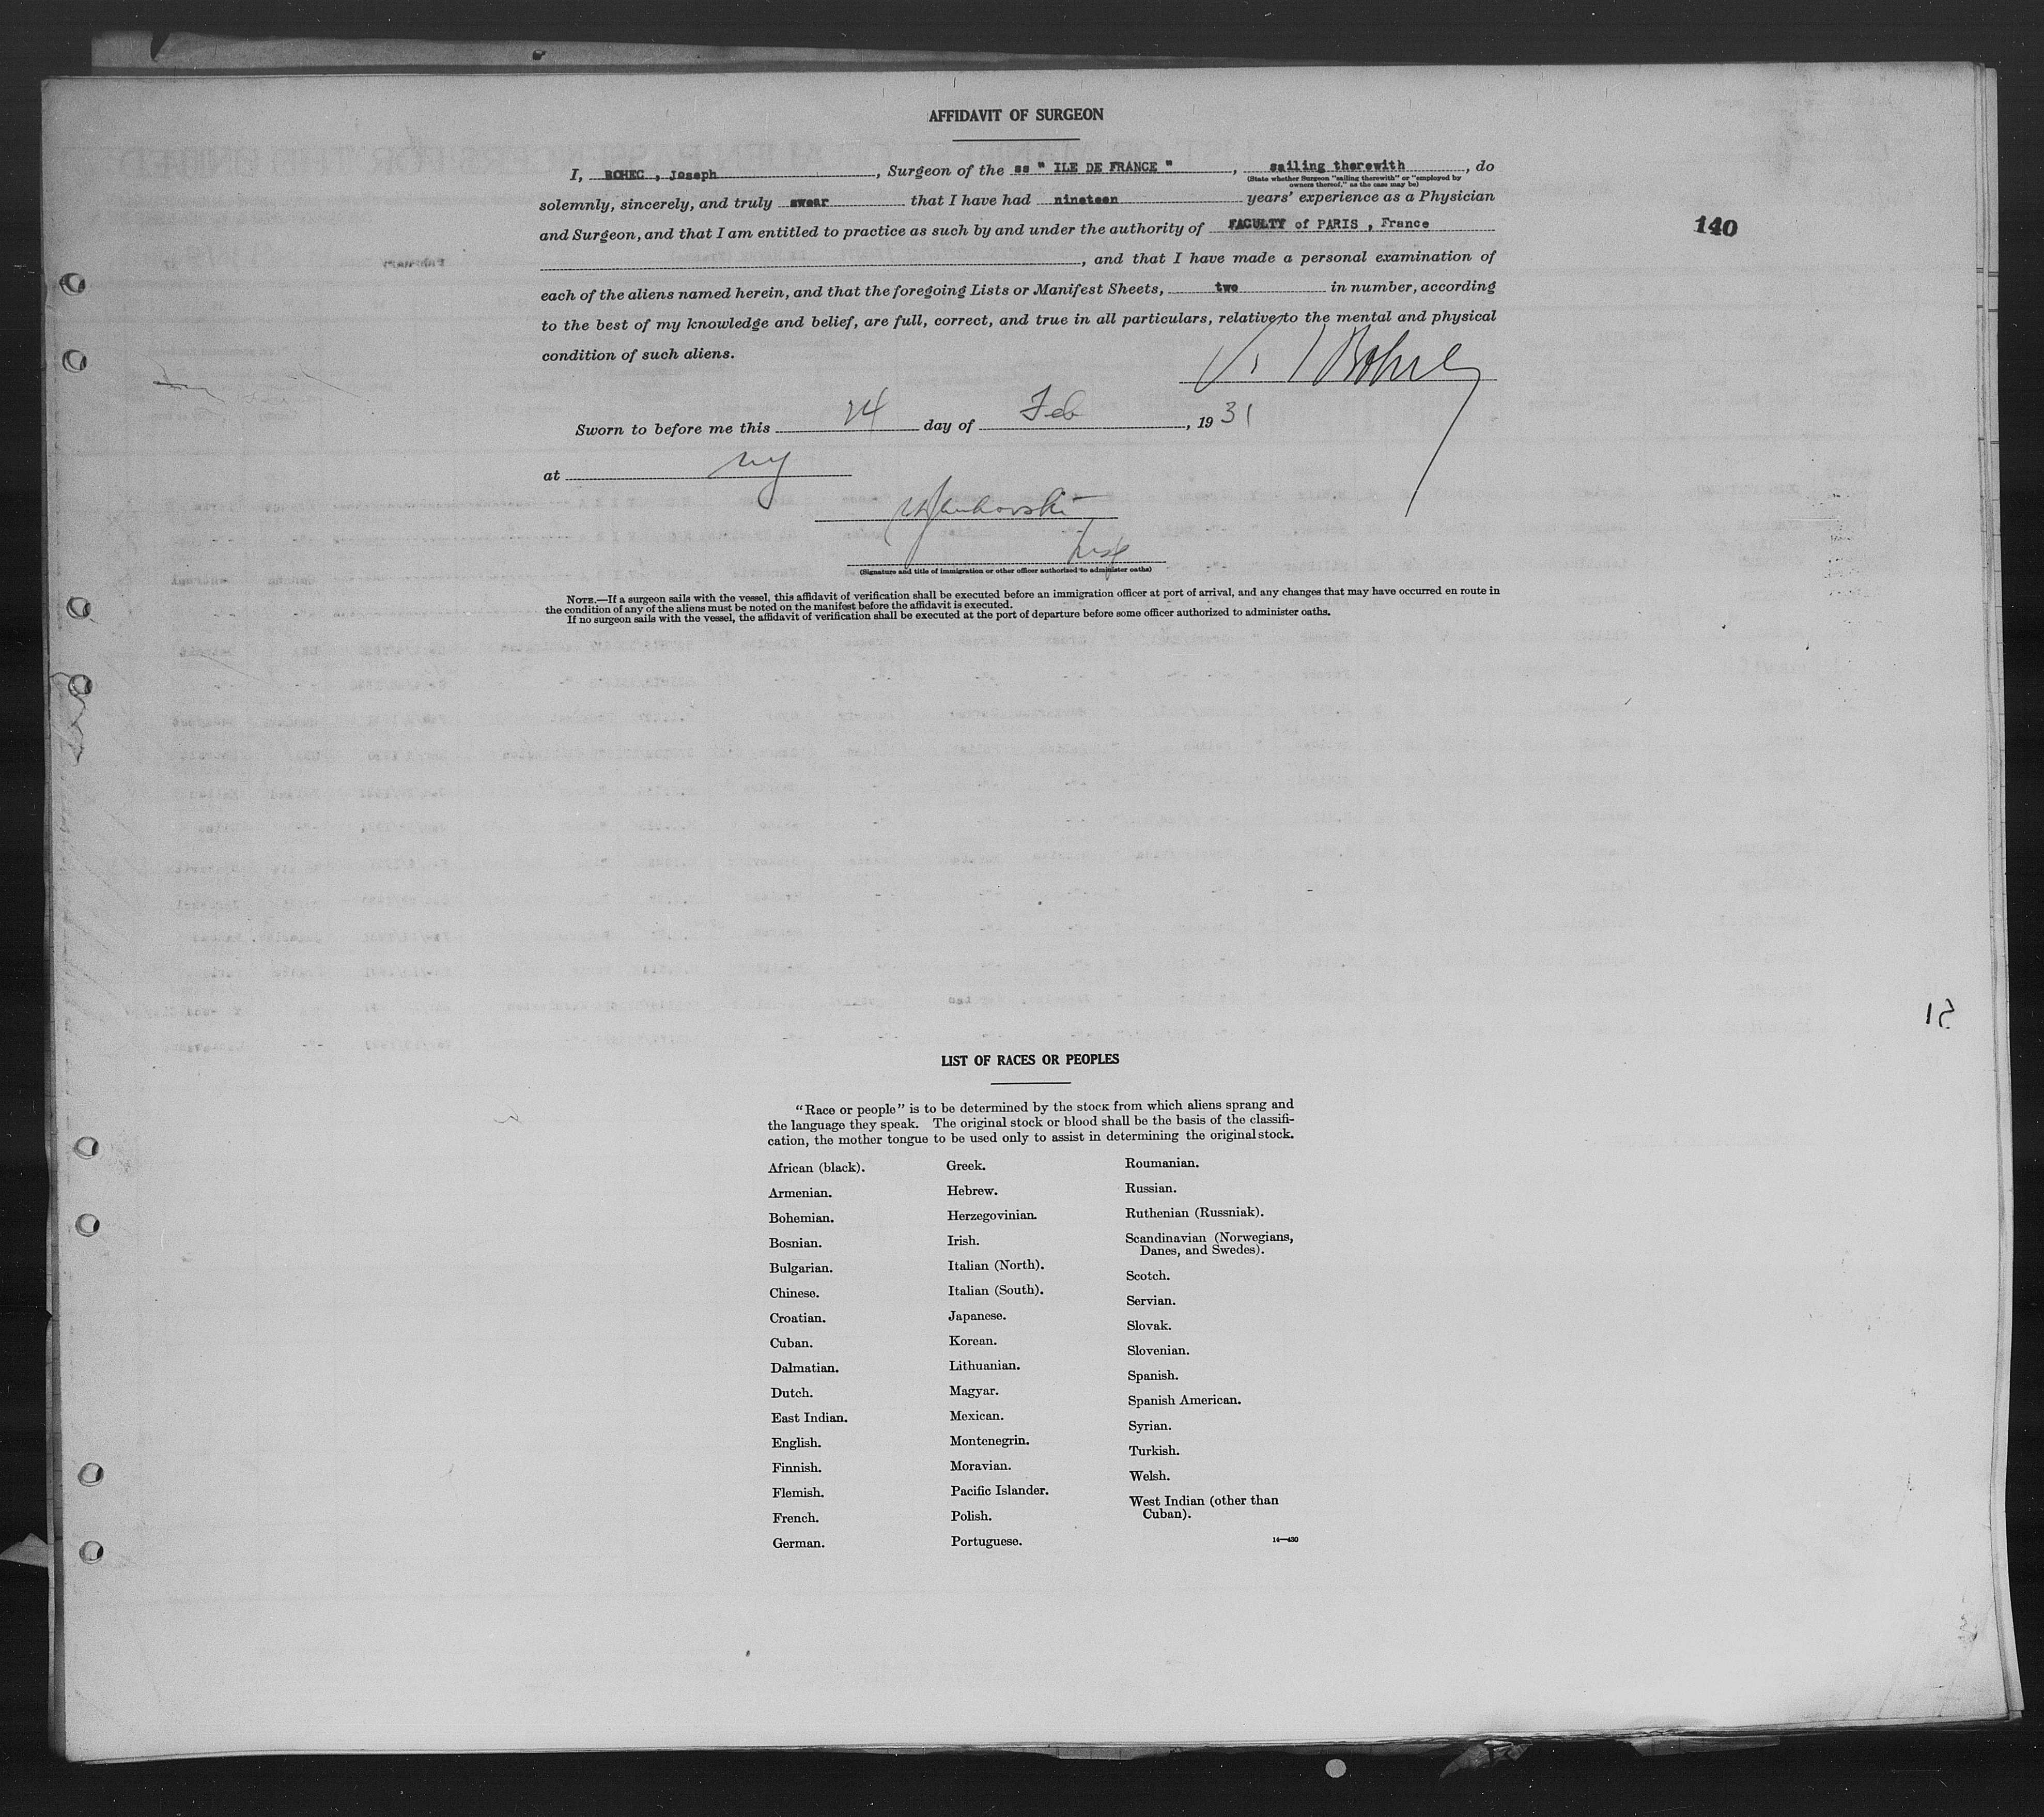 AFFIDAVIT OF SURGEON
I, BOHEC , Joseph , Surgeon of the ss " ILE DE FRANCE " , sailing therewith , do
(State whether Surgeon "sailing therewith" or "employed by
owners thereof," as the case may be)
solemnly, sincerely, and truly swear that I have had nineteen years' experience as a Physician
and Surgeon, and that I am entitled to practice as such by and under the authority of FACULTY of PARIS , France
140
, and that I have made a personal examination of
each of the aliens named herein, and that the foregoing Lists or Manifest Sheets, two in number, according
to the best of my knowledge and belief, are full, correct, and true in all particulars, relative to the mental and physical
condition of such aliens.
Sworn to before me this 24 day of Feb , 1931
at NY
Insp
(Signature and title of immigration or other officer authorized to administer oaths)
NOTE.—If a surgeon sails with the vessel, this affidavit of verification shall be executed before an immigration officer at port of arrival, and any changes that may have occurred en route in
the condition of any of the aliens must be noted on the manifest before the affidavit is executed.
If no surgeon sails with the vessel, the affidavit of verification shall be executed at the port of departure before some officer authorized to administer oaths.
LIST OF RACES OR PEOPLES
"Race or people" is to be determined by the stock from which aliens sprang and
the language they speak. The original stock or blood shall be the basis of the classifi-
cation, the mother tongue to be used only to assist in determining the original stock.
African (black).
Armenian.
Bohemian.
Bosnian.
Bulgarian.
Chinese.
Croatian.
Cuban.
Dalmatian.
Dutch.
East Indian.
English.
Finnish.
Flemish.
French.
German.
Greek.
Hebrew.
Herzegovinian.
Irish.
Italian (North).
Italian (South).
Japanese.
Korean.
Lithuanian.
Magyar.
Mexican.
Montenegrin.
Moravian.
Pacific Islander.
Polish.
Portuguese.
Roumanian.
Russian.
Ruthenian (Russniak).
Scandinavian (Norwegians,
Danes, and Swedes).
Scotch.
Servian.
Slovak.
Slovenian.
Spanish.
Spanish American.
Syrian.
Turkish.
Welsh.
West Indian (other than
Cuban).
14—430